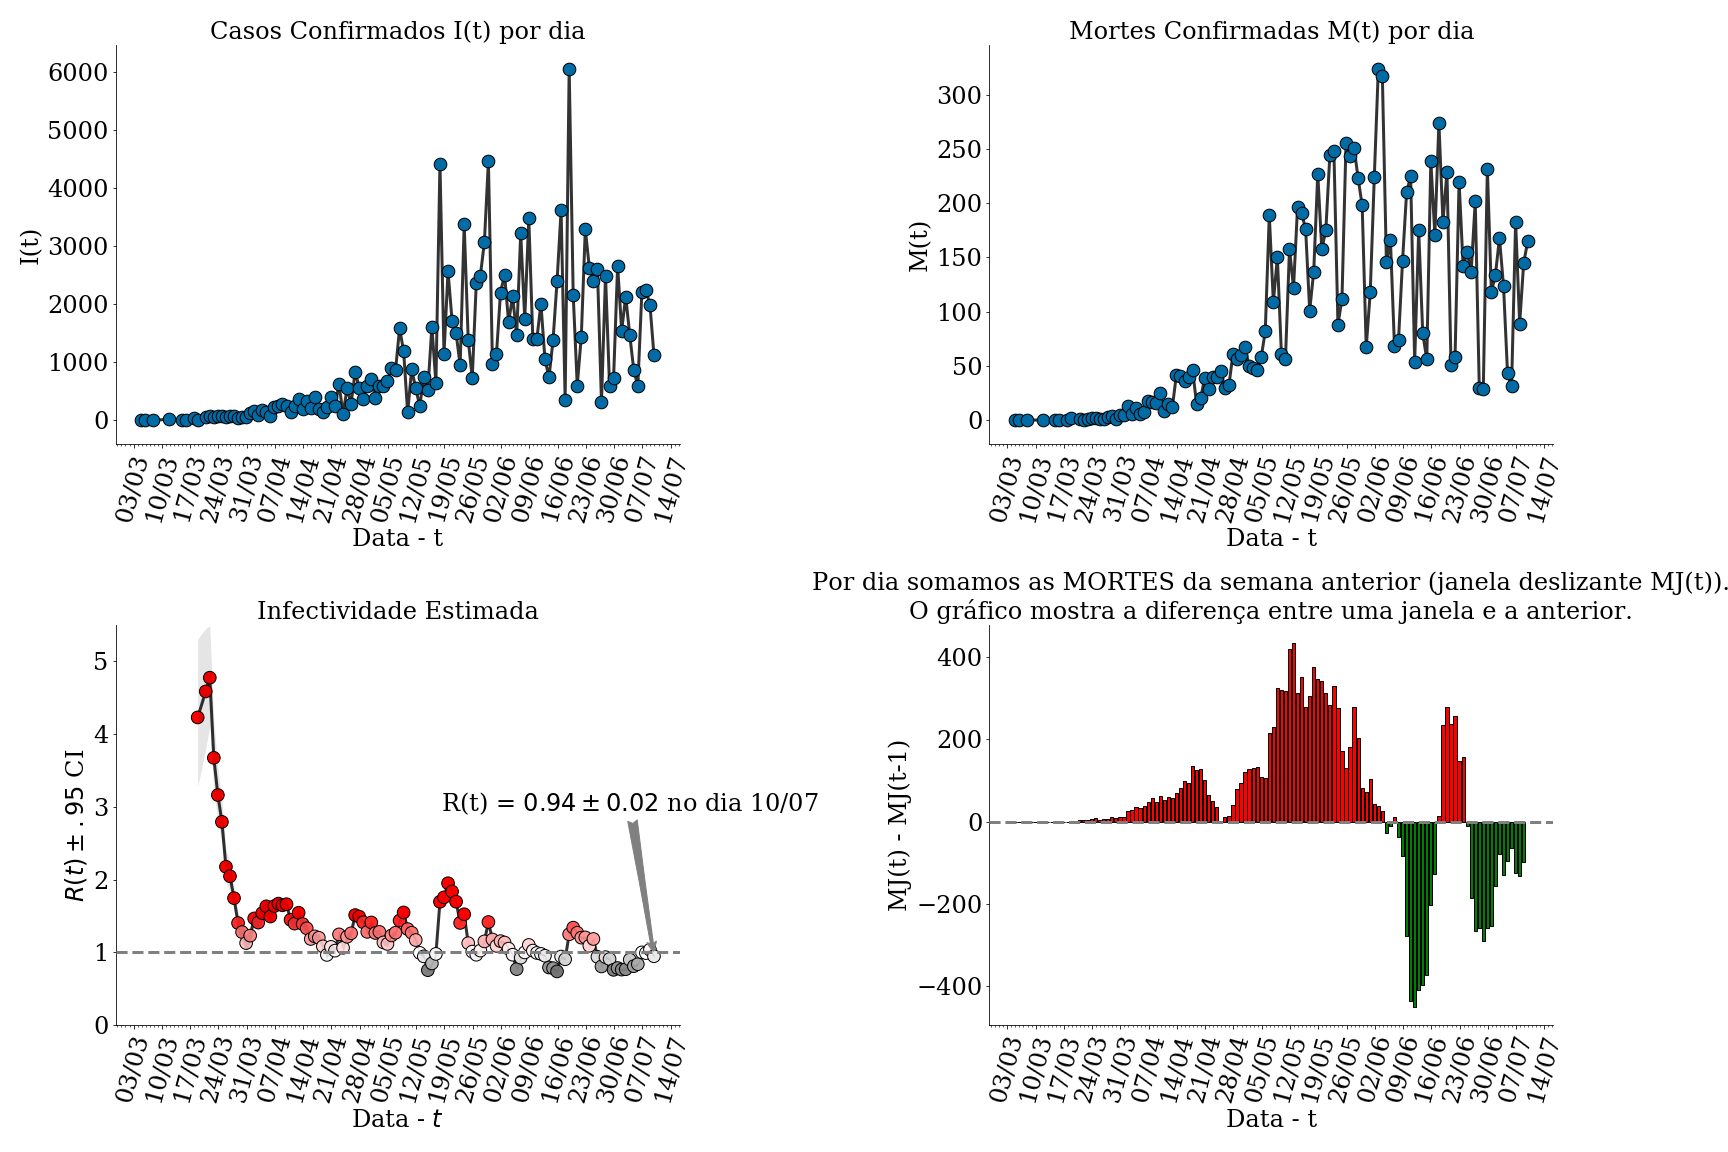 Casos Confirmados I(t) por dia
I(t)
6000
5000
4000
3000
2000
1000
0
03/03 10/03 17/03 24/03 31/03 07/04 14/04 21/04 28/04 05/05 12/05 19/05 26/05 02/06 09/06 16/06 23/06 30/06 07/07 14/07
Data - t
Mortes Confirmadas M(t) por dia
M(t)
300
250
200
150
100
50
0
03/03 10/03 17/03 24/03 31/03 07/04 14/04 21/04 28/04 05/05 12/05 19/05 26/05 02/06 09/06 16/06 23/06 30/06 07/07 14/07
Data - t
Infectividade Estimada
R(t) ± .95 CI
5
4
3
2
1
0
R(t) = 0.94 ± 0.02 no dia 10/07
03/03 10/03 17/03 24/03 31/03 07/04 14/04 21/04 28/04 05/05 12/05 19/05 26/05 02/06 09/06 16/06 23/06 30/06 07/07 14/07
Data - t
Por dia somamos as MORTES da semana anterior (janela deslizante MJ(t)).
O gráfico mostra a diferença entre uma janela e a anterior.
MJ(t) - MJ(t-1)
400
200
0
−200
−400
03/03 10/03 17/03 24/03 31/03 07/04 14/04 21/04 28/04 05/05 12/05 19/05 26/05 02/06 09/06 16/06 23/06 30/06 07/07 14/07
Data - t